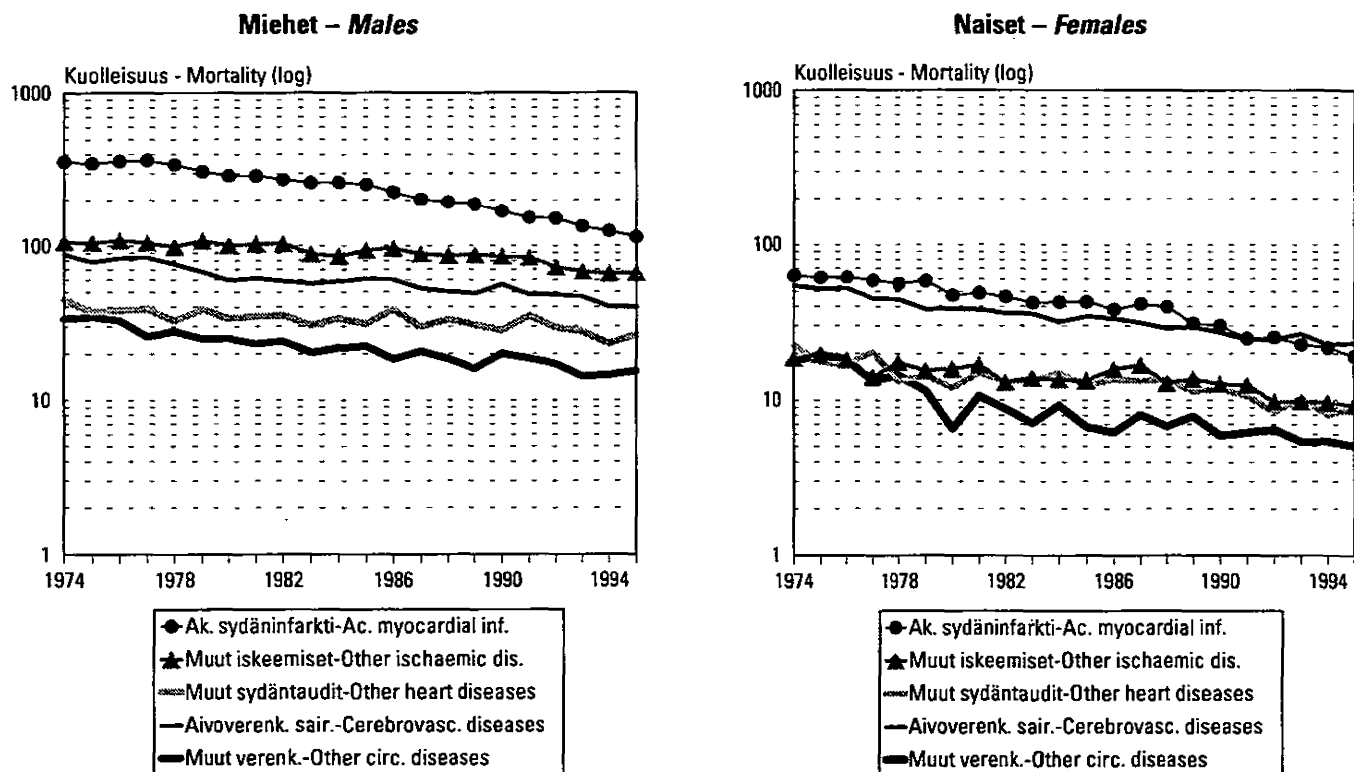 Miehet – Males
Kuolleisuus - Mortality (log)
1000
100
10
1
1974 1978 1982 1986 1990 1994
Ak. sydäninfarkti-Ac. myocardial inf.
Muut iskeemiset-Other ischaemic dis.
Muut sydäntaudit-Other heart diseases
Aivoverenk. sair.-Cerebrovasc. diseases
Muut verenk.-Other circ. diseases
Naiset – Females
Kuolleisuus - Mortality (log)
1000
100
10
1
1974 1978 1982 1986 1990 1994
Ak. sydäninfarkti-Ac. myocardial inf.
Muut iskeemiset-Other ischaemic dis.
Muut sydäntaudit-Other heart diseases
Aivoverenk. sair.-Cerebrovasc. diseases
Muut verenk.-Other circ. diseases